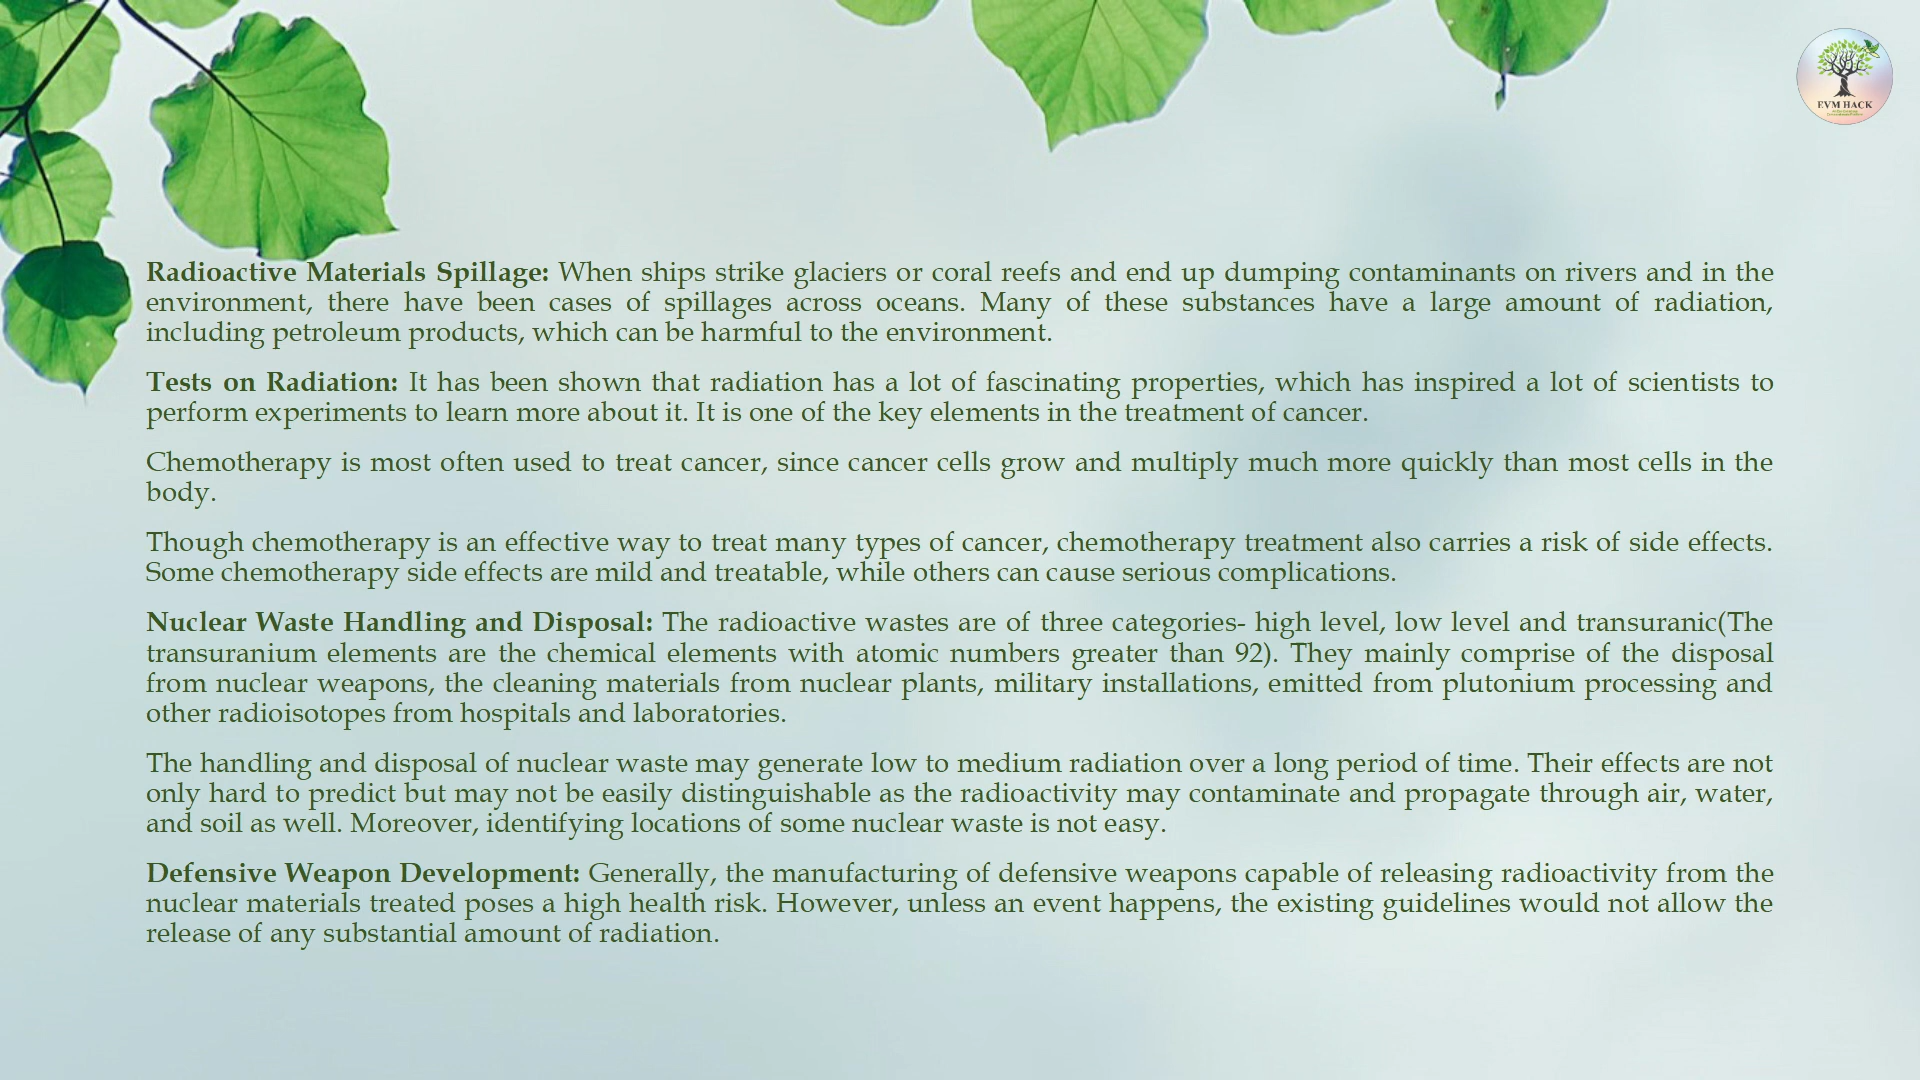 EVM HACK
Radioactive Materials Spillage: When ships strike glaciers or coral reefs and end up dumping contaminants on rivers and in the
environment, there have been cases of spillages across oceans. Many of these substances have a large amount of radiation,
including petroleum products, which can be harmful to the environment.
Tests on Radiation: It has been shown that radiation has a lot of fascinating properties, which has inspired a lot of scientists to
perform experiments to learn more about it. It is one of the key elements in the treatment of cancer.
Chemotherapy is most often used to treat cancer, since cancer cells grow and multiply much more quickly than most cells in the
body.
Though chemotherapy is an effective way to treat many types of cancer, chemotherapy treatment also carries a risk of side effects.
Some chemotherapy side effects are mild and treatable, while others can cause serious complications.
Nuclear Waste Handling and Disposal: The radioactive wastes are of three categories- high level, low level and transuranic(The
transuranium elements are the chemical elements with atomic numbers greater than 92). They mainly comprise of the disposal
from nuclear weapons, the cleaning materials from nuclear plants, military installations, emitted from plutonium processing and
other radioisotopes from hospitals and laboratories.
The handling and disposal of nuclear waste may generate low to medium radiation over a long period of time. Their effects are not
only hard to predict but may not be easily distinguishable as the radioactivity may contaminate and propagate through air, water,
and soil as well. Moreover, identifying locations of some nuclear waste is not easy.
Defensive Weapon Development: Generally, the manufacturing of defensive weapons capable of releasing radioactivity from the
nuclear materials treated poses a high health risk. However, unless an event happens, the existing guidelines would not allow the
release of any substantial amount of radiation.